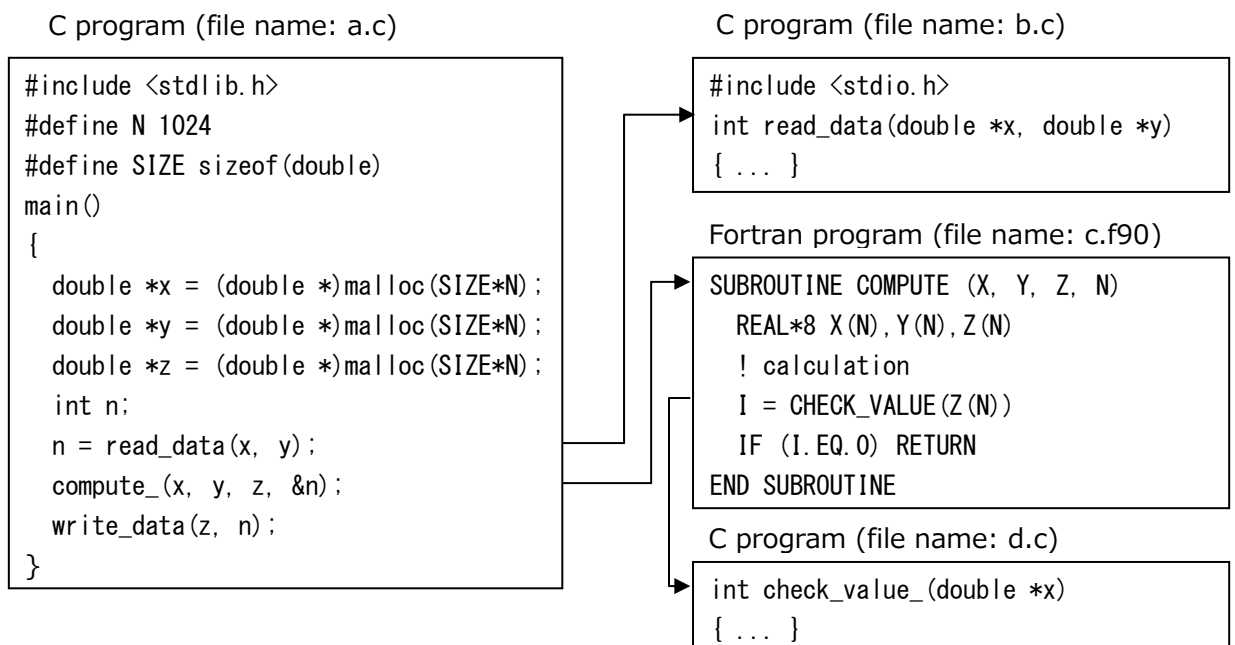 C program (file name: a.c)
#include <stdlib.h>
#define N 1024
#define SIZE sizeof(double)
main()
{
  double *x = (double *)malloc(SIZE*N);
  double *y = (double *)malloc(SIZE*N);
  double *z = (double *)malloc(SIZE*N);
  int n;
  n = read_data(x, y);
  compute_(x, y, z, &n);
  write_data(z, n);
}
C program (file name: b.c)
#include <stdio.h>
int read_data(double *x, double *y)
{ ... }
Fortran program (file name: c.f90)
SUBROUTINE COMPUTE (X, Y, Z, N)
  REAL*8 X(N),Y(N),Z(N)
  ! calculation
  I = CHECK_VALUE(Z(N))
  IF (I.EQ.0) RETURN
END SUBROUTINE
C program (file name: d.c)
int check_value_(double *x)
{ ... }